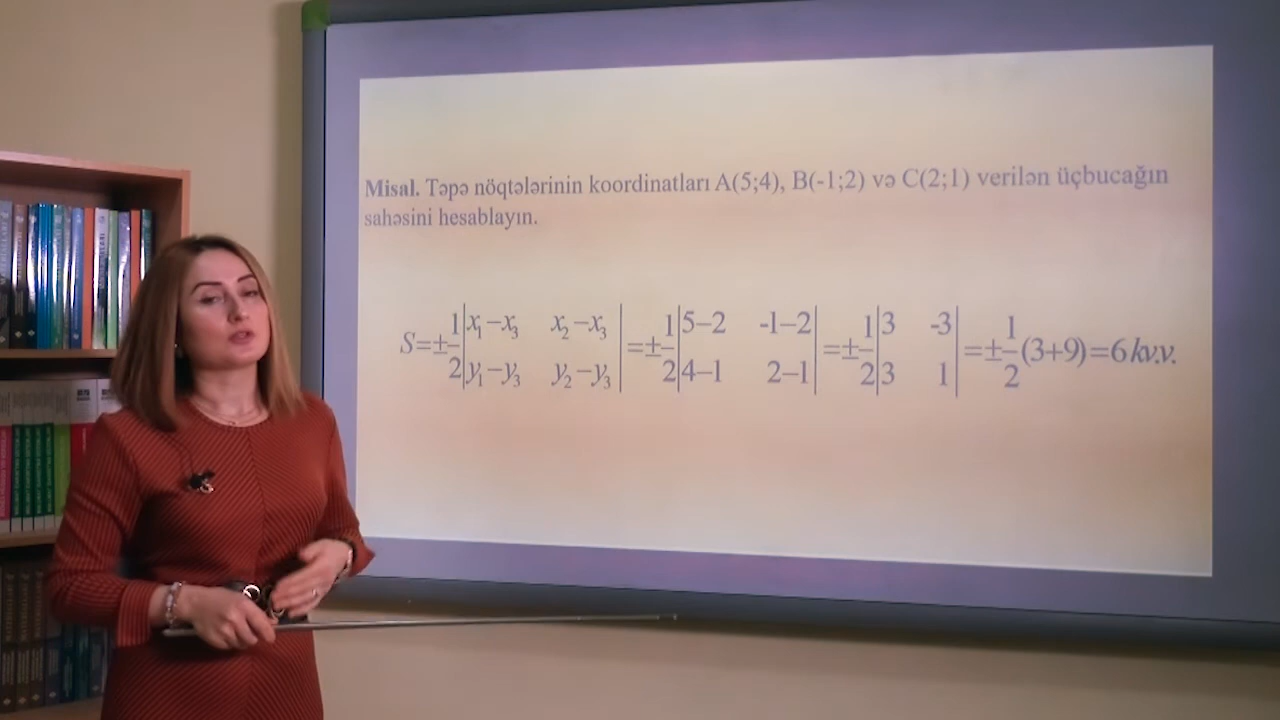 Misal. Təpə nöqtələrinin koordinatları A(5;4), B(-1;2) və C(2;1) verilən üçbucağın
sahəsini hesablayın.
S=±1/2|x₁−x₃ x₂−x₃; y₁−y₃ y₂−y₃|=±1/2|5−2 -1−2; 4−1 2−1|=±1/2|3 -3; 3 1|=±1/2(3+9)=6 kv.v.